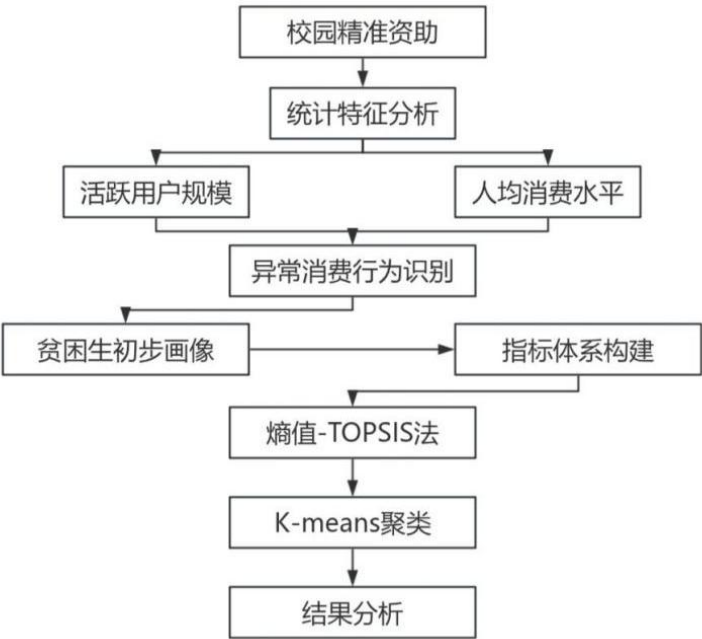 校园精准资助
统计特征分析
活跃用户规模
人均消费水平
异常消费行为识别
贫困生初步画像
指标体系构建
熵值-TOPSIS法
K-means聚类
结果分析